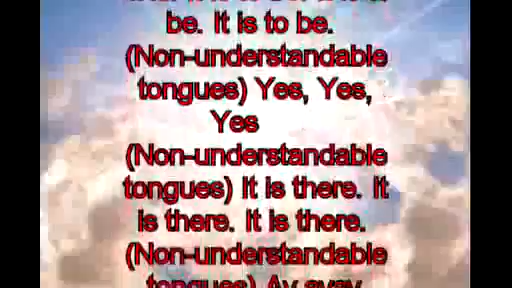 be. It is to be.
(Non-understandable
tongues) Yes, Yes,
Yes
(Non-understandable
tongues) It is there. It
is there. It is there.
(Non-understandable
tongues) Ay